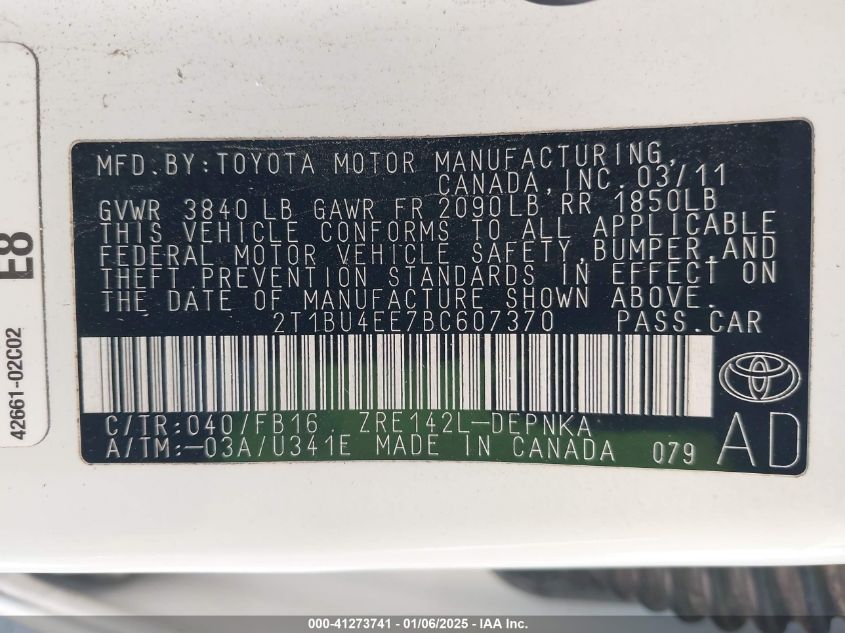 MFD.BY:TOYOTA MOTOR MANUFACTURING,
CANADA,INC. 03/11
GVWR 3840 LB GAWR FR 2090LB RR 1850LB
THIS VEHICLE CONFORMS TO ALL APPLICABLE
FEDERAL MOTOR VEHICLE SAFETY,BUMPER,AND
THEFT PREVENTION STANDARDS IN EFFECT ON
THE DATE OF MANUFACTURE SHOWN ABOVE.
2T1BU4EE7BC607370 PASS.CAR
C/TR:040/FB16 ZRE142L-DEPNKA
A/TM:-03A/U341E MADE IN CANADA 079
AD
E8
42661-02C02
000-41273741 - 01/06/2025 - IAA Inc.